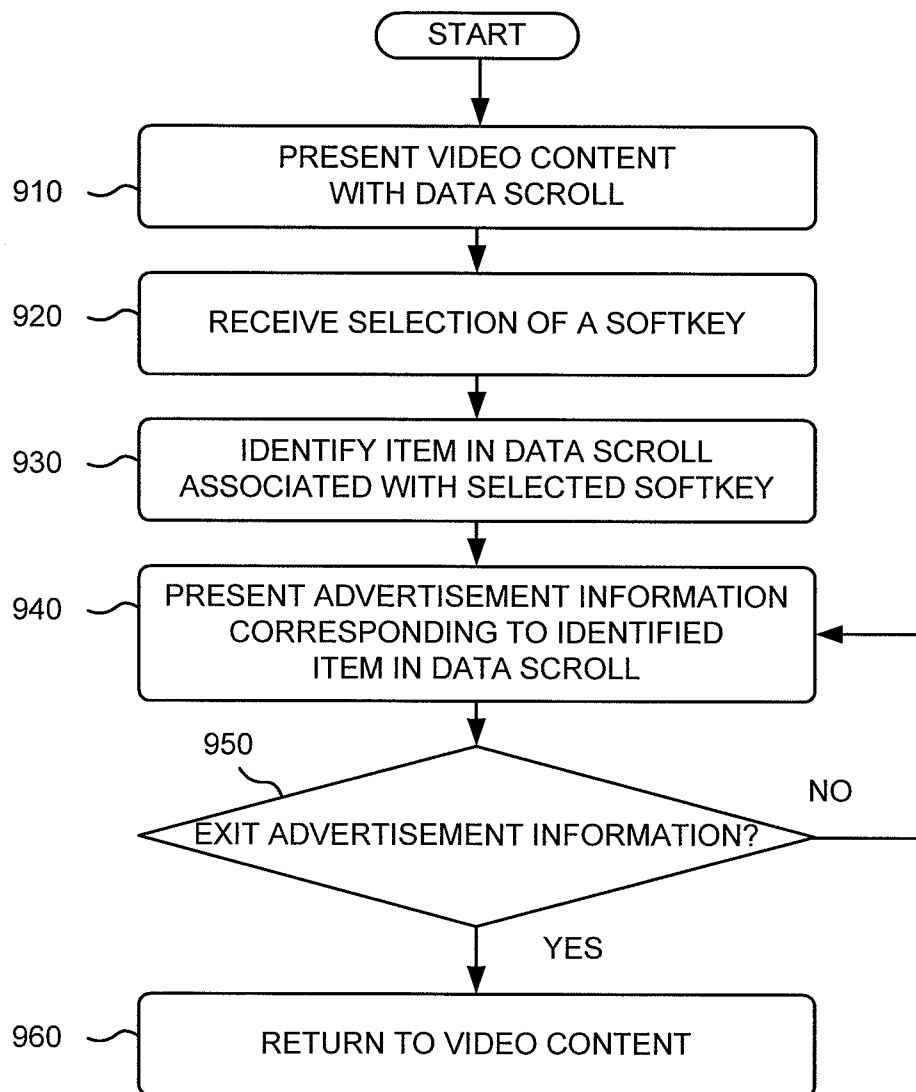 START
910
PRESENT VIDEO CONTENT
WITH DATA SCROLL
920
RECEIVE SELECTION OF A SOFTKEY
930
IDENTIFY ITEM IN DATA SCROLL
ASSOCIATED WITH SELECTED SOFTKEY
940
PRESENT ADVERTISEMENT INFORMATION
CORRESPONDING TO IDENTIFIED
ITEM IN DATA SCROLL
950
EXIT ADVERTISEMENT INFORMATION?
NO
YES
960
RETURN TO VIDEO CONTENT